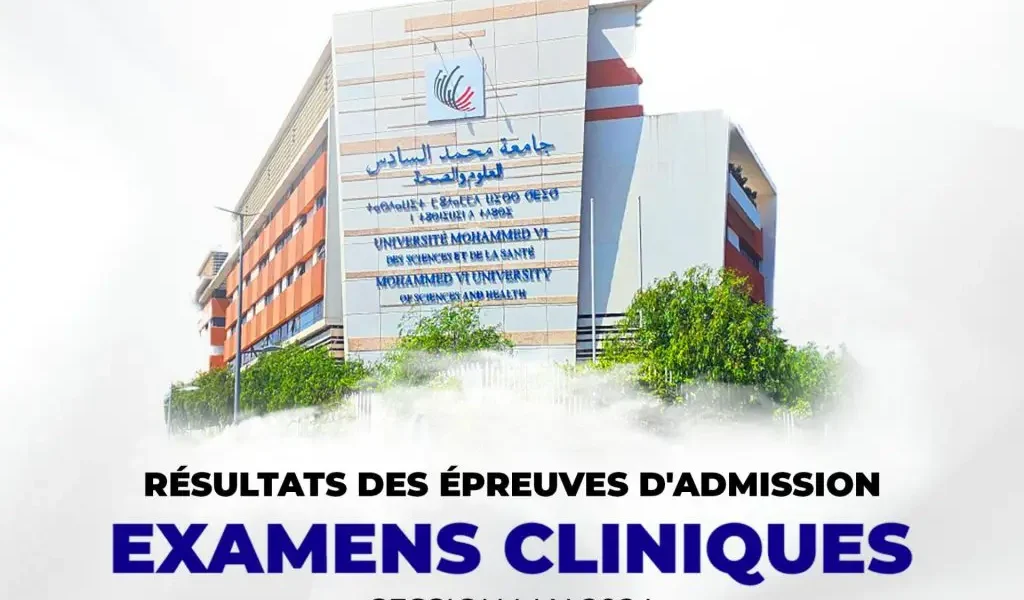 جامعة محمد السادس
للعلوم والصحة
UNIVERSITÉ MOHAMMED VI
DES SCIENCES ET DE LA SANTÉ
MOHAMMED VI UNIVERSITY
OF SCIENCES AND HEALTH
RÉSULTATS DES ÉPREUVES D'ADMISSION
EXAMENS CLINIQUES